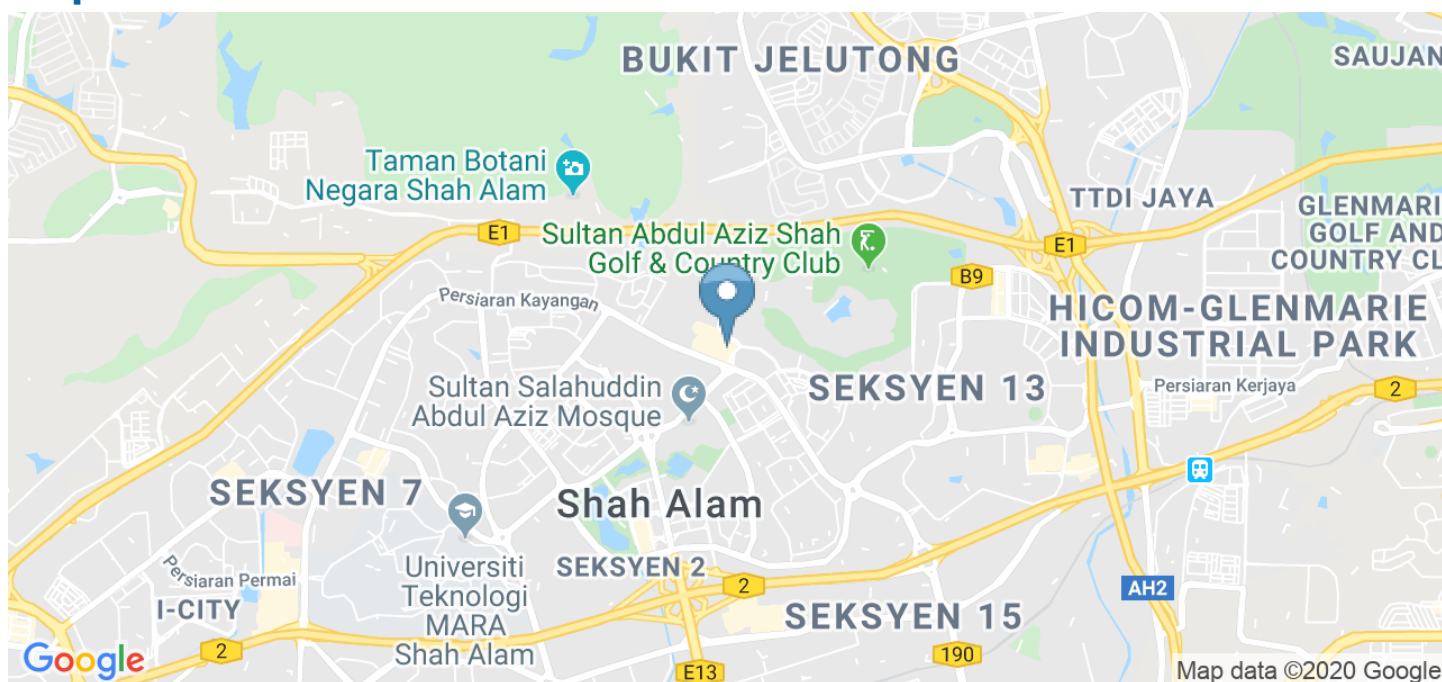 BUKIT JELUTONG
SAUJAN
Taman Botani
Negara Shah Alam
TTDI JAYA
GLENMARI
GOLF AND
COUNTRY CL
E1
Sultan Abdul Aziz Shah
Golf & Country Club
E1
B9
Persiaran Kayangan
HICOM-GLENMARIE
INDUSTRIAL PARK
Sultan Salahuddin
Abdul Aziz Mosque
SEKSYEN 13
Persiaran Kerjaya
2
SEKSYEN 7
Shah Alam
Universiti
Teknologi
MARA
Shah Alam
SEKSYEN 2
2
AH2
Persiaran Permai
I-CITY
SEKSYEN 15
2
190
E13
Google
Map data ©2020 Google